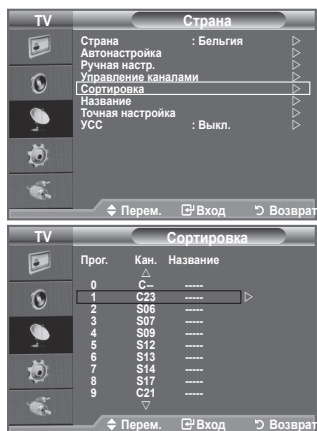 TV Страна
Страна : Бельгия
Автонастройка
Ручная настр.
Управление каналами
Сортировка
Название
Точная настройка
УСС : Выкл.
Перем. Вход Возврат
TV Сортировка
Прог. Кан. Название
0 C-- -----
1 C23 -----
2 S06 -----
3 S07 -----
4 S09 -----
5 S12 -----
6 S13 -----
7 S14 -----
8 S17 -----
9 C21 -----
Перем. Вход Возврат